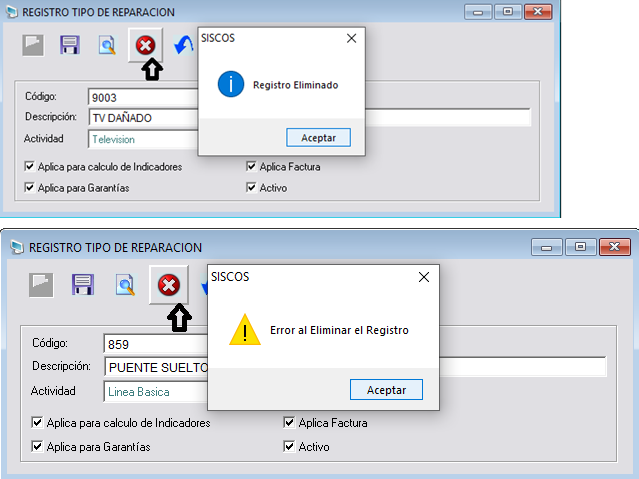 REGISTRO TIPO DE REPARACION
SISCOS
Registro Eliminado
Aceptar
Código: 9003
Descripción: TV DAÑADO
Actividad Television
Aplica para calculo de Indicadores Aplica Factura
Aplica para Garantías Activo
REGISTRO TIPO DE REPARACION
SISCOS
Error al Eliminar el Registro
Aceptar
Código: 859
Descripción: PUENTE SUELTO
Actividad Linea Basica
Aplica para calculo de Indicadores Aplica Factura
Aplica para Garantías Activo